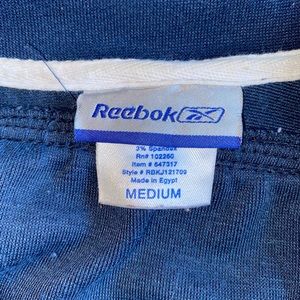 Reebok
3% Spandex
Rn# 102260
Item # 647317
Style # RBKJ121709
Made in Egypt
MEDIUM